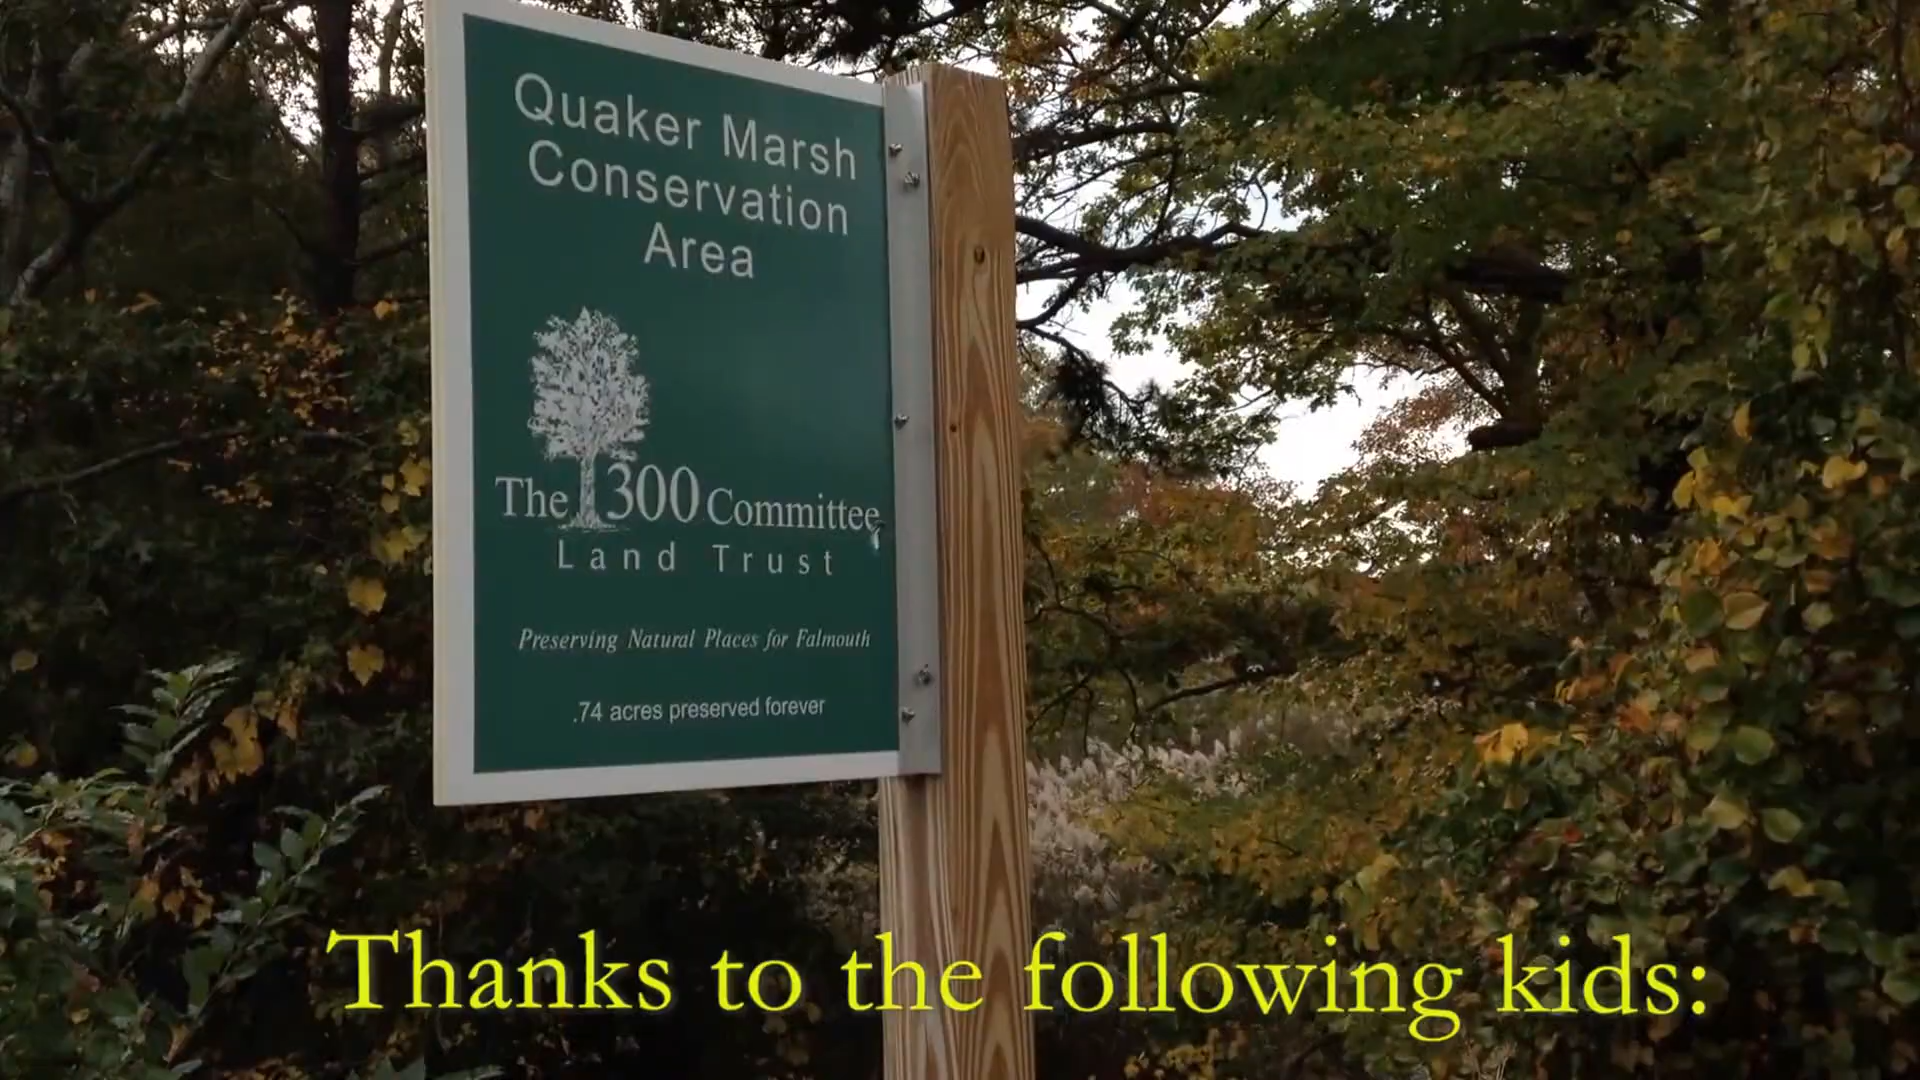 Quaker Marsh
Conservation
Area
The 300 Committee
Land Trust
Preserving Natural Places for Falmouth
.74 acres preserved forever
Thanks to the following kids: